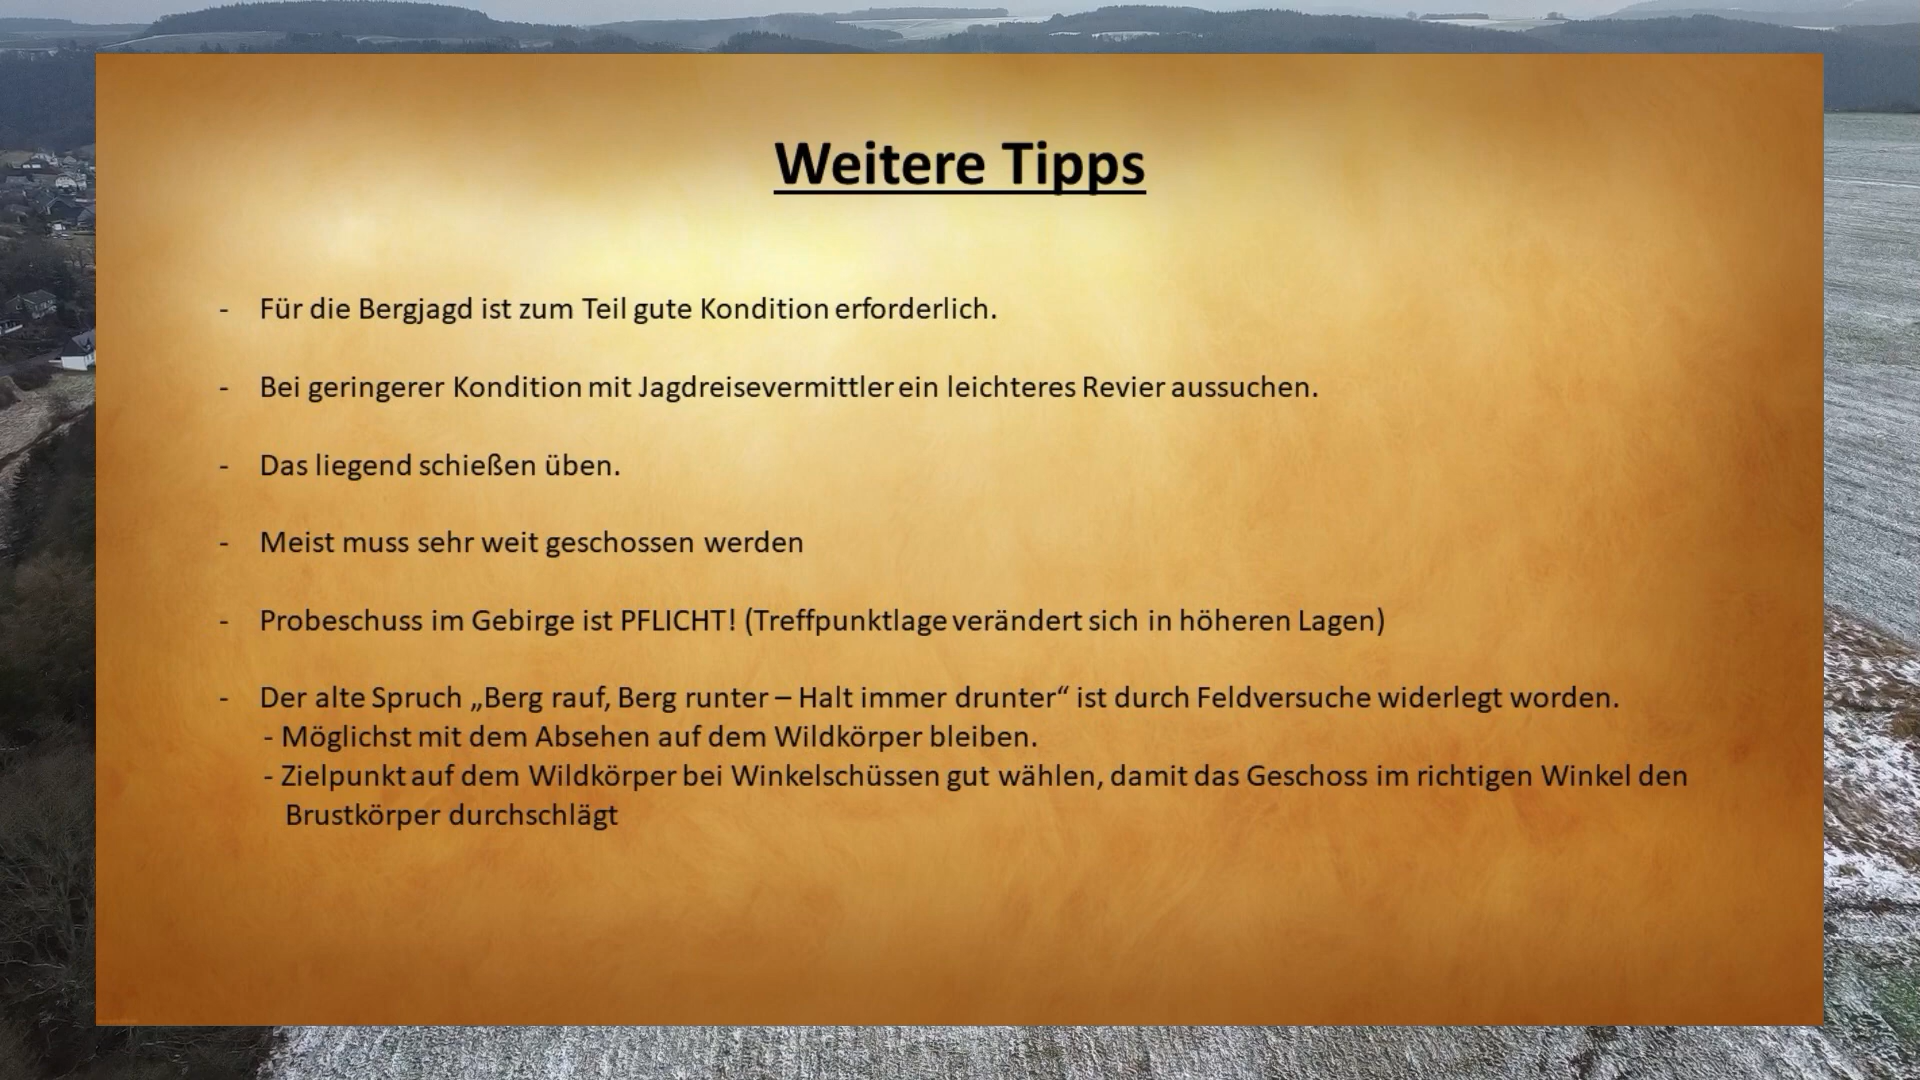 Weitere Tipps
- Für die Bergjagd ist zum Teil gute Kondition erforderlich.
- Bei geringerer Kondition mit Jagdreisevermittler ein leichteres Revier aussuchen.
- Das liegend schießen üben.
- Meist muss sehr weit geschossen werden
- Probeschuss im Gebirge ist PFLICHT! (Treffpunktlage verändert sich in höheren Lagen)
- Der alte Spruch „Berg rauf, Berg runter – Halt immer drunter“ ist durch Feldversuche widerlegt worden.
- Möglichst mit dem Absehen auf dem Wildkörper bleiben.
- Zielpunkt auf dem Wildkörper bei Winkelschüssen gut wählen, damit das Geschoss im richtigen Winkel den
Brustkörper durchschlägt